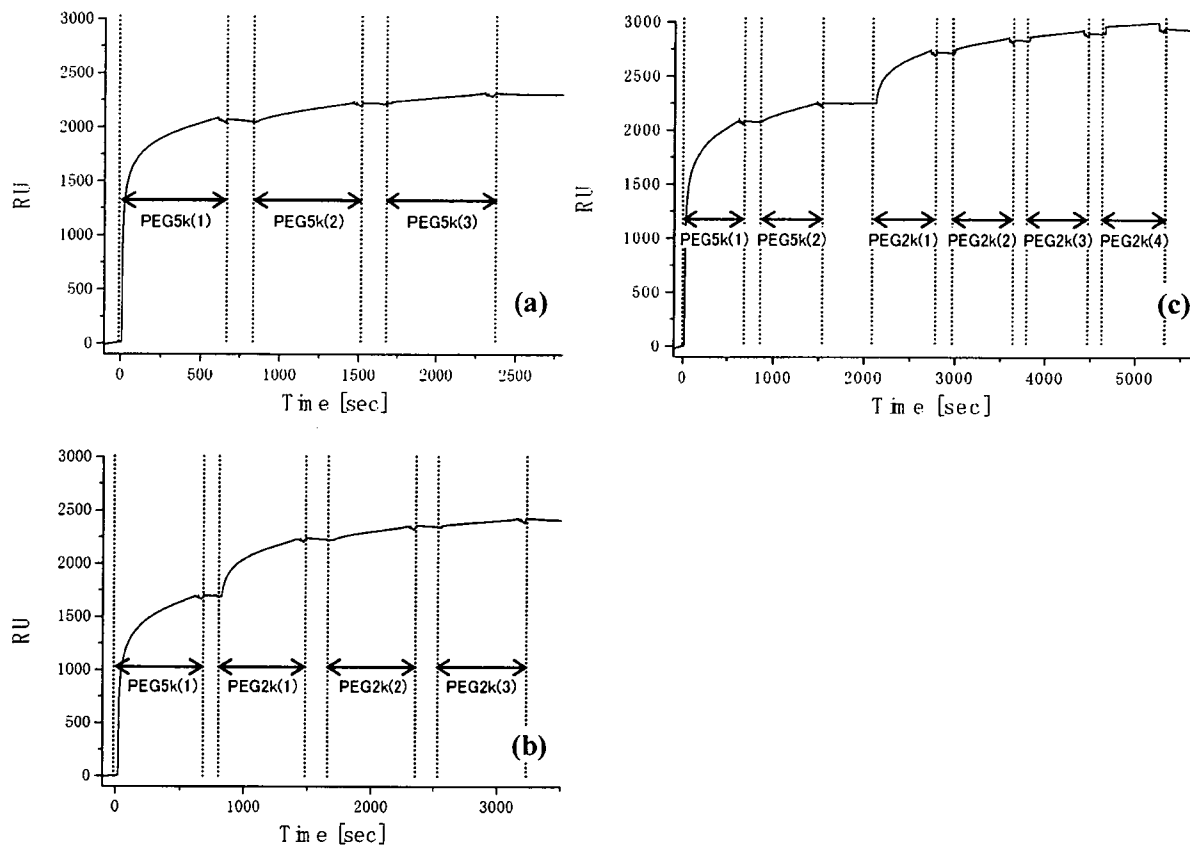 3000
2500
2000
1500
1000
500
0
RU
PEG5k(1)
PEG5k(2)
PEG5k(3)
(a)
0
500
1000
1500
2000
2500
Time [sec]
3000
2500
2000
1500
1000
500
0
RU
PEG5k(1)
PEG5k(2)
PEG2k(1)
PEG2k(2)
PEG2k(3)
PEG2k(4)
(c)
0
1000
2000
3000
4000
5000
Time [sec]
3000
2500
2000
1500
1000
500
0
RU
PEG5k(1)
PEG2k(1)
PEG2k(2)
PEG2k(3)
(b)
0
1000
2000
3000
Time [sec]